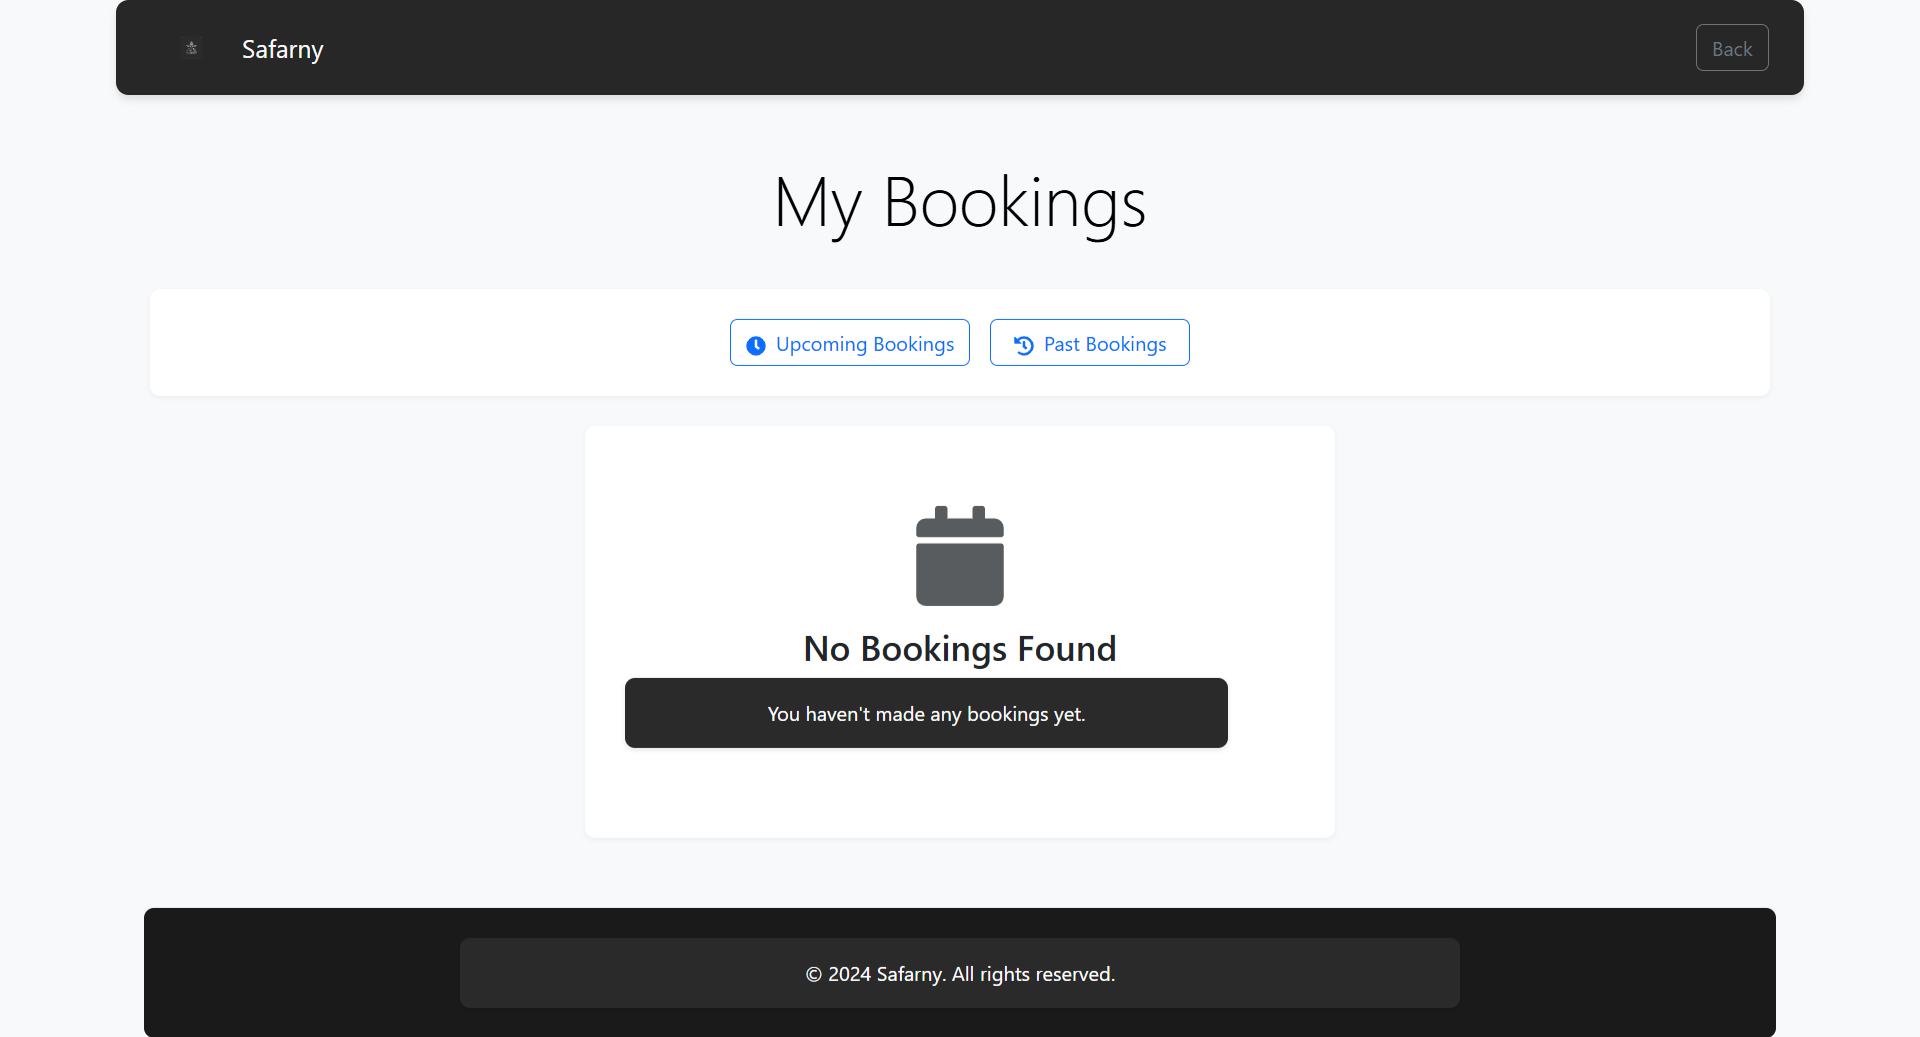 Safarny
Back
My Bookings
Upcoming Bookings
Past Bookings
No Bookings Found
You haven't made any bookings yet.
© 2024 Safarny. All rights reserved.